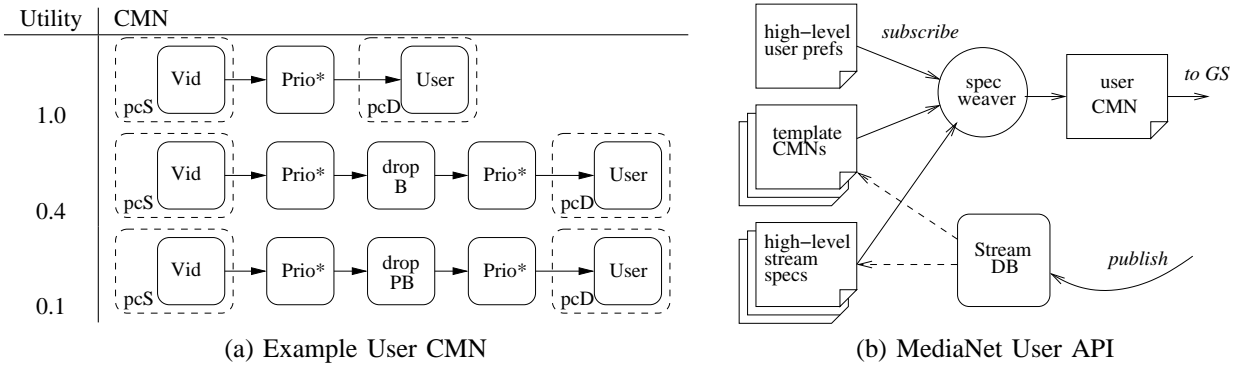 Utility CMN
Vid Prio* User
pcS pcD
1.0
Vid Prio* drop B Prio* User
pcS pcD
0.4
Vid Prio* drop PB Prio* User
pcS pcD
0.1
(a) Example User CMN
high-level
user prefs
subscribe
template
CMNs
high-level
stream
specs
spec
weaver
user
CMN
to GS
Stream
DB
publish
(b) MediaNet User API